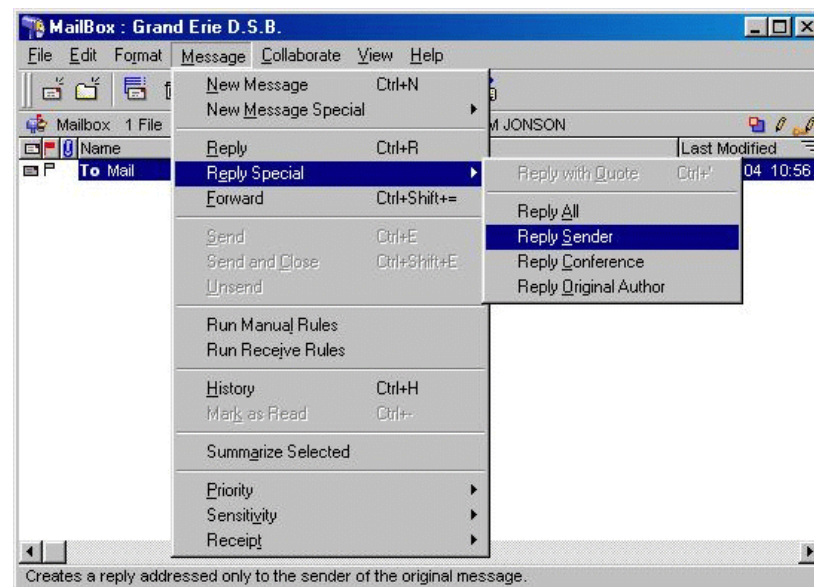 MailBox : Grand Erie D.S.B.
File Edit Format Message Collaborate View Help
Mailbox 1 File
JONSON
Name
Last Modified
To Mail
04 10:56
New Message Ctrl+N
New Message Special
Reply Ctrl+R
Reply Special
Forward Ctrl+Shift+=
Send Ctrl+E
Send and Close Ctrl+Shift+E
Unsend
Run Manual Rules
Run Receive Rules
History Ctrl+H
Mark as Read Ctrl+-
Summarize Selected
Priority
Sensitivity
Receipt
Reply with Quote Ctrl+'
Reply All
Reply Sender
Reply Conference
Reply Original Author
Creates a reply addressed only to the sender of the original message.